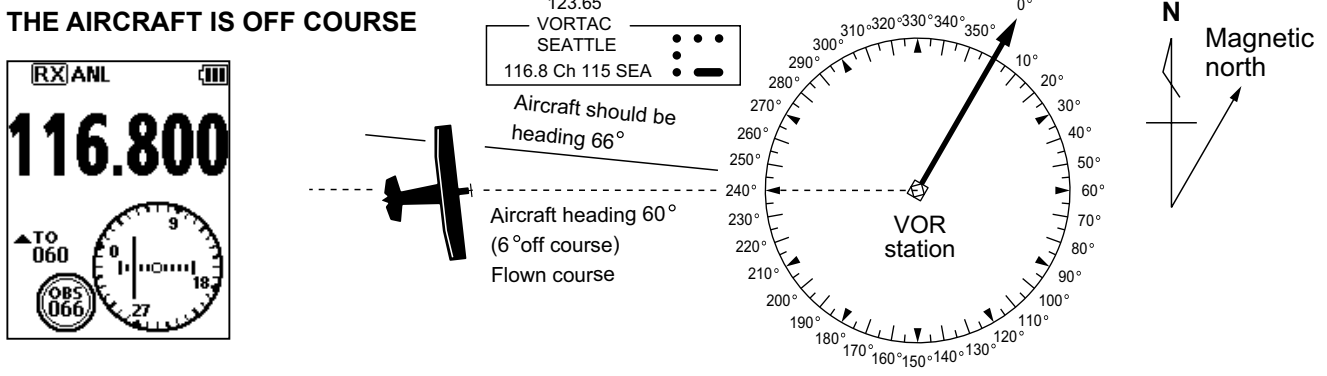 THE AIRCRAFT IS OFF COURSE
RX ANL
116.800
TO
060
OBS
066
0
9
18
27
123.65
VORTAC
SEATTLE
116.8 Ch 115 SEA
Aircraft should be
heading 66°
Aircraft heading 60°
(6°off course)
Flown course
0°
10°
20°
30°
40°
50°
60°
70°
80°
90°
100°
110°
120°
130°
140°
150°
160°
170°
180°
190°
200°
210°
220°
230°
240°
250°
260°
270°
280°
290°
300°
310°
320°
330°
340°
350°
VOR
station
N
Magnetic
north